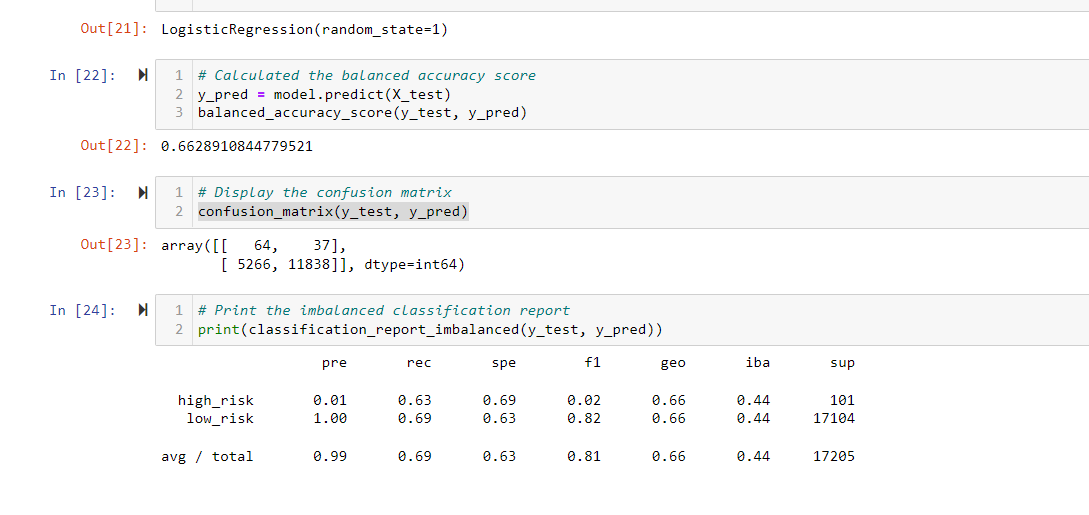 Out[21]: LogisticRegression(random_state=1)
In [22]: 1 # Calculated the balanced accuracy score
2 y_pred = model.predict(X_test)
3 balanced_accuracy_score(y_test, y_pred)
Out[22]: 0.6628910844779521
In [23]: 1 # Display the confusion matrix
2 confusion_matrix(y_test, y_pred)
Out[23]: array([[   64,    37],
       [ 5266, 11838]], dtype=int64)
In [24]: 1 # Print the imbalanced classification report
2 print(classification_report_imbalanced(y_test, y_pred))
pre rec spe f1 geo iba sup
high_risk 0.01 0.63 0.69 0.02 0.66 0.44 101
low_risk 1.00 0.69 0.63 0.82 0.66 0.44 17104
avg / total 0.99 0.69 0.63 0.81 0.66 0.44 17205